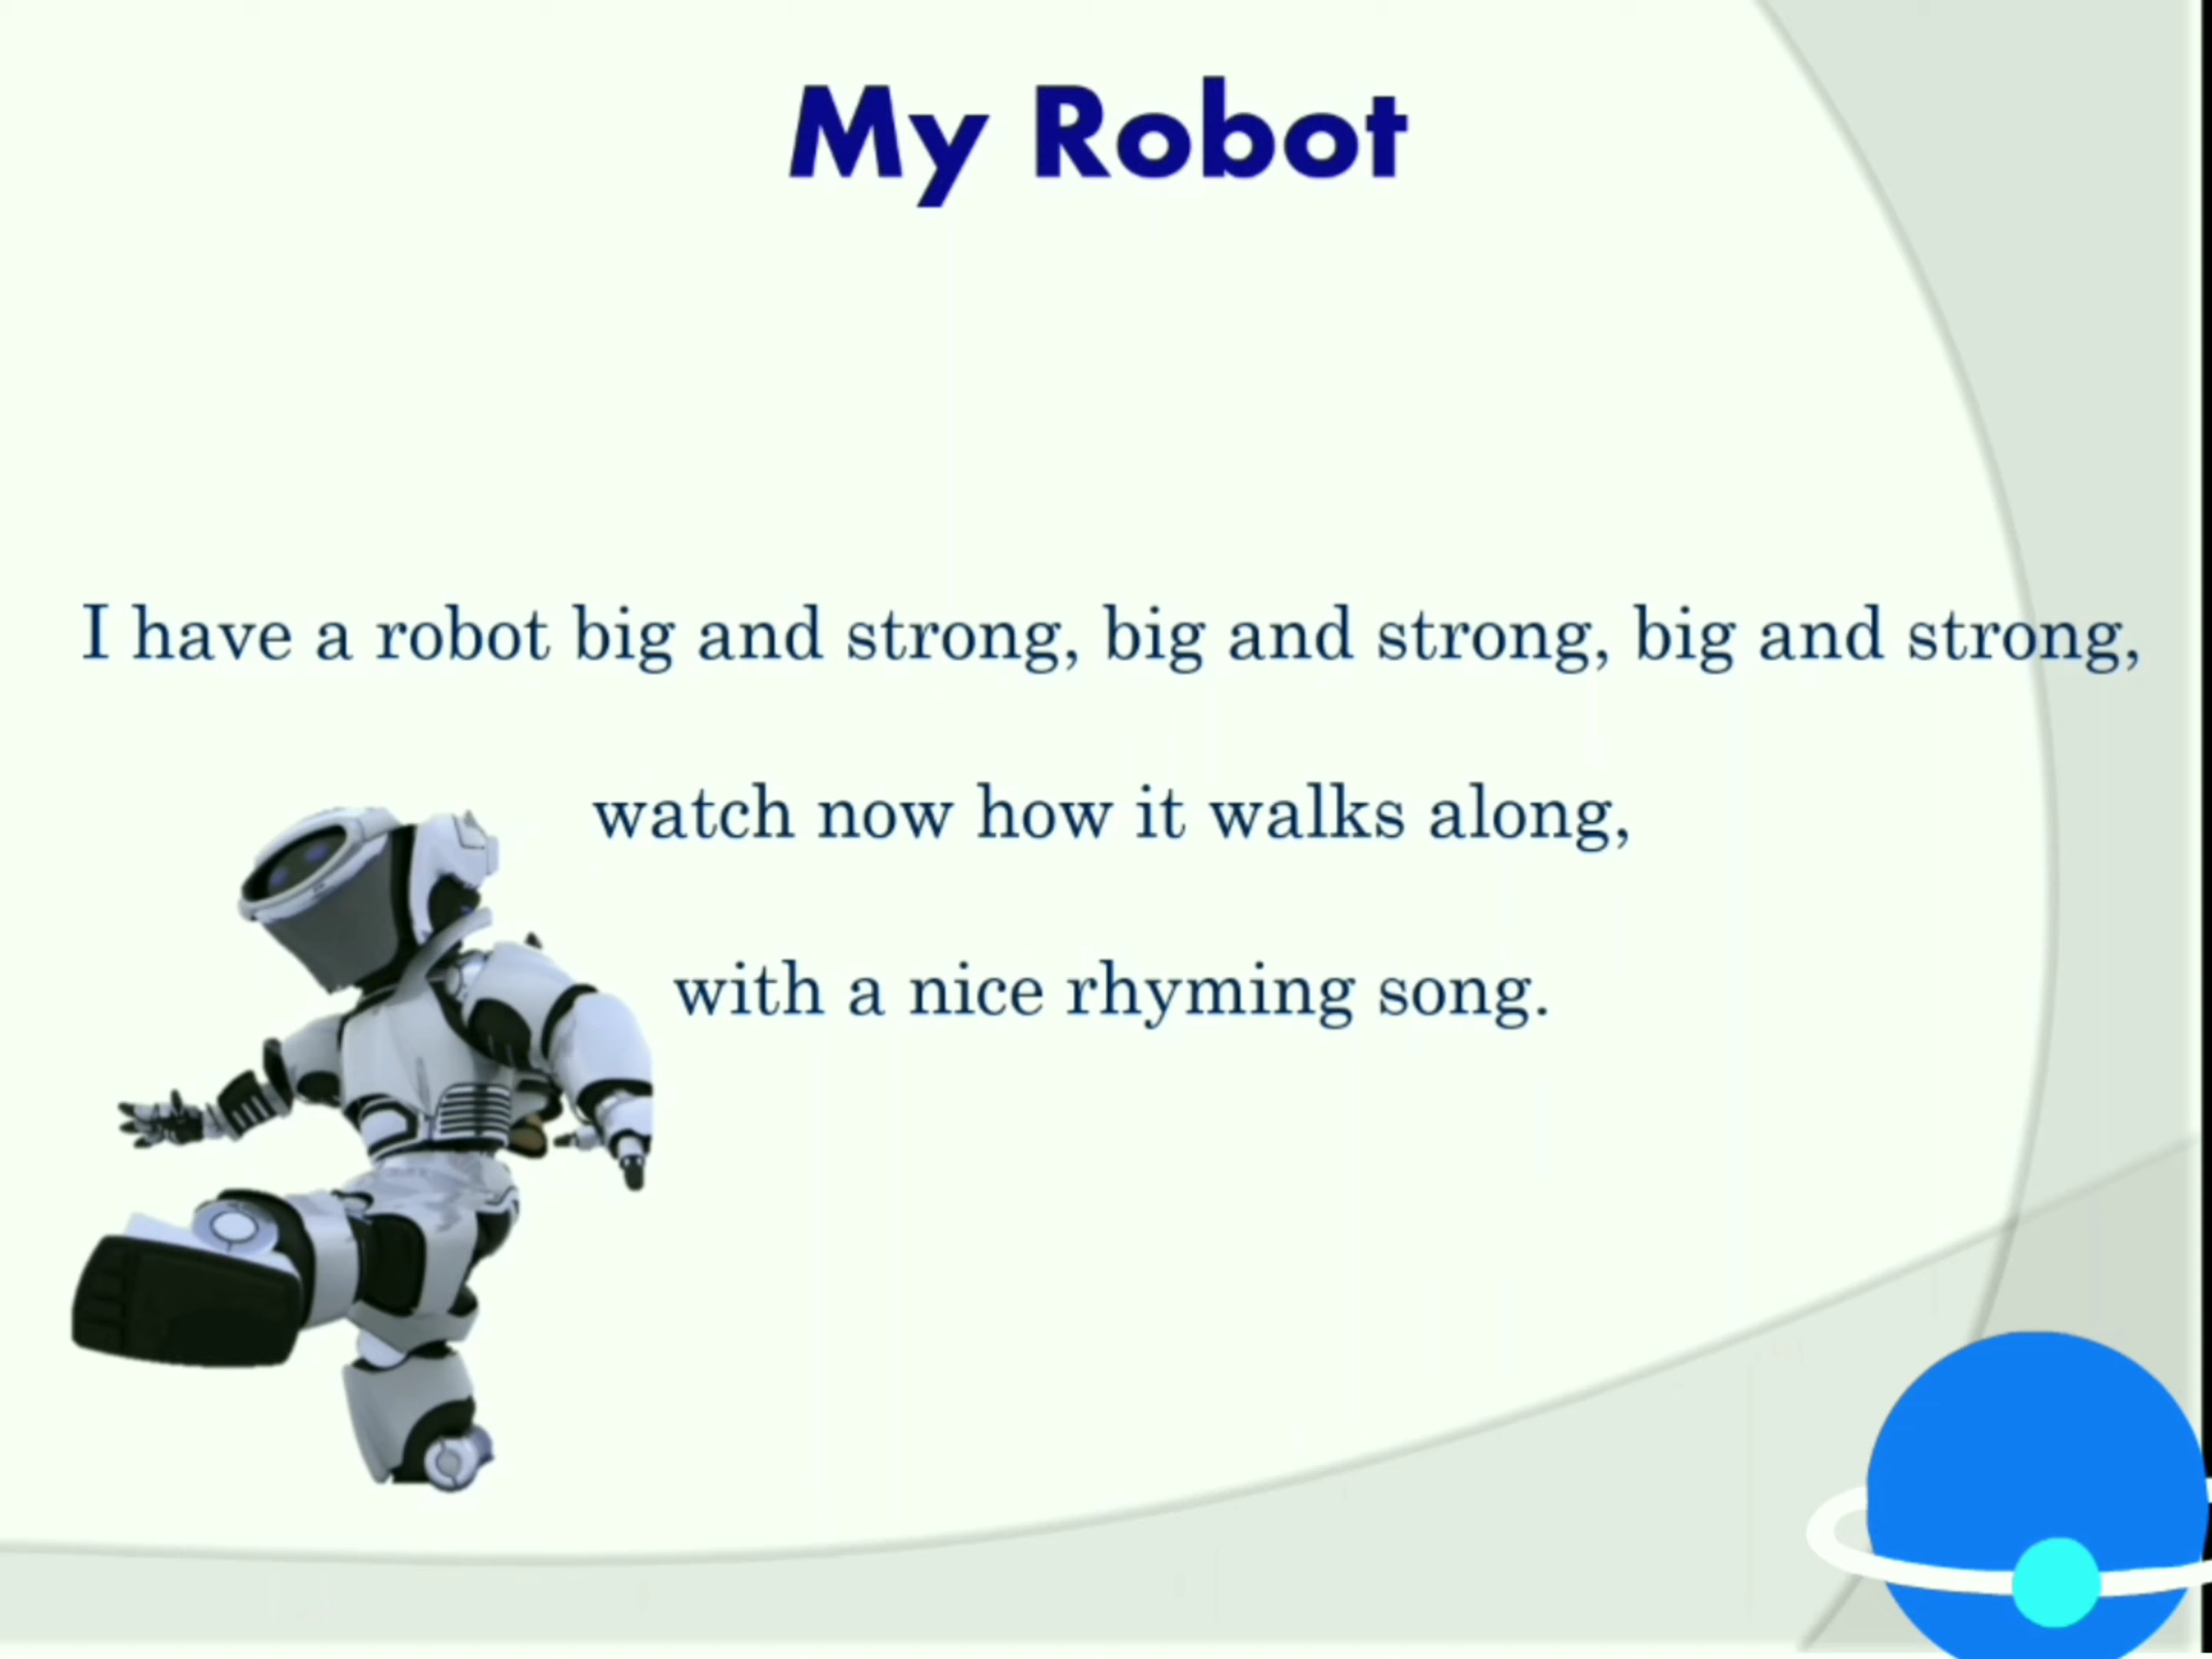 My Robot
I have a robot big and strong, big and strong, big and strong,
watch now how it walks along,
with a nice rhyming song.